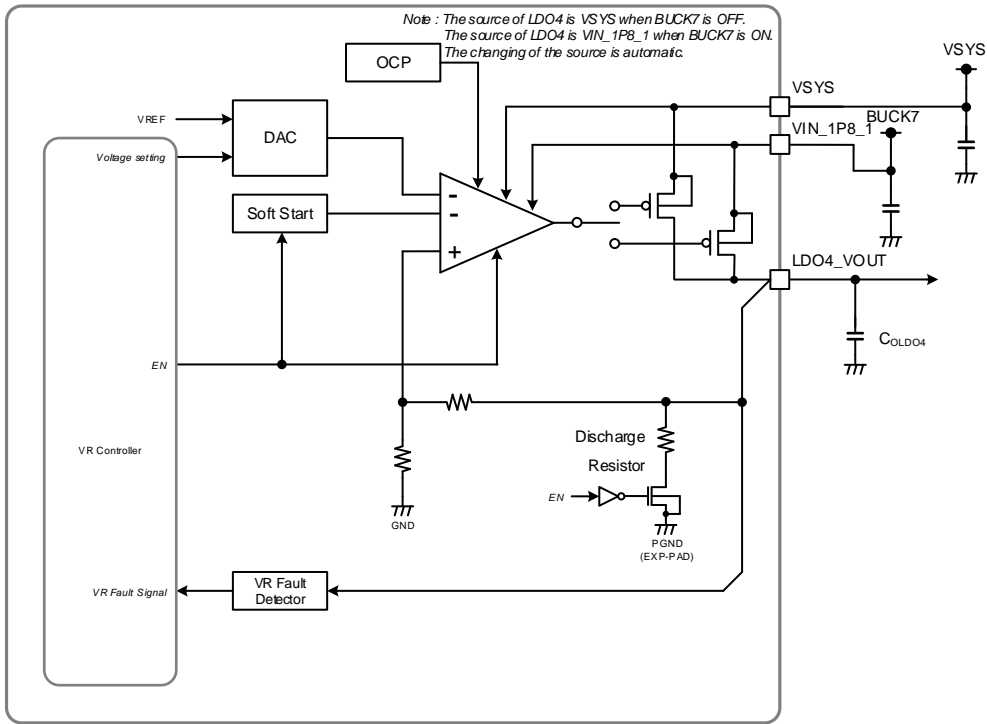 Note : The source of LDO4 is VSYS when BUCK7 is OFF.
The source of LDO4 is VIN_1P8_1 when BUCK7 is ON.
The changing of the source is automatic.
OCP
VSYS
VSYS
VREF
DAC
VIN_1P8_1
BUCK7
Voltage setting
-
Soft Start
-
+
LDO4_VOUT
COLDO4
EN
VR Controller
Discharge
Resistor
EN
GND
PGND
(EXP-PAD)
VR Fault Signal
VR Fault
Detector